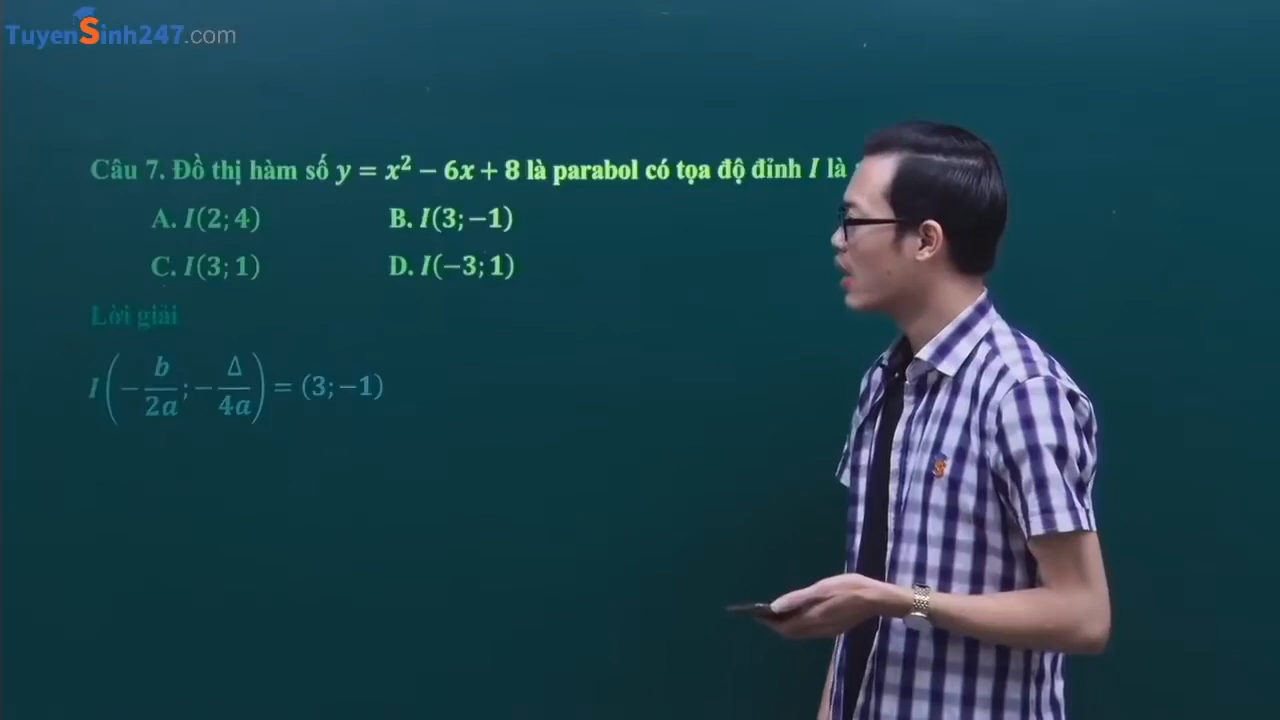 TuyenSinh247.com
Câu 7. Đồ thị hàm số y = x² − 6x + 8 là parabol có tọa độ đỉnh I là
A. I(2; 4) B. I(3; −1)
C. I(3; 1) D. I(−3; 1)
Lời giải
I(−b/2a; −Δ/4a) = (3; −1)